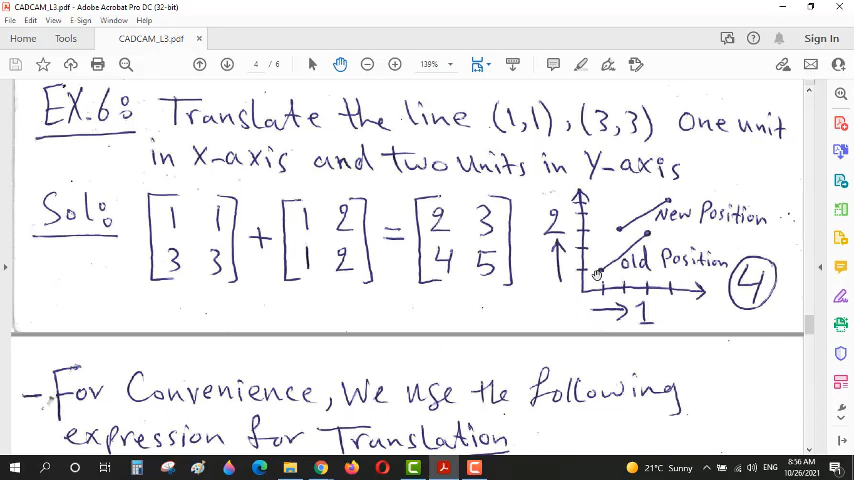 CADCAM_L3.pdf - Adobe Acrobat Pro DC (32-bit)
File Edit View E-Sign Window Help
Home Tools CADCAM_L3.pdf × Sign In
4 / 6 139%
EX.6: Translate the line (1,1), (3,3) One unit
in X-axis and two Units in Y-axis
Sol: [1 1 3 3] + [1 2 1 2] = [2 3 4 5] 2 New Position
old Position 4
1
- For Convenience, We use the following
expression for Translation
21°C Sunny ENG 8:56 AM
10/26/2021